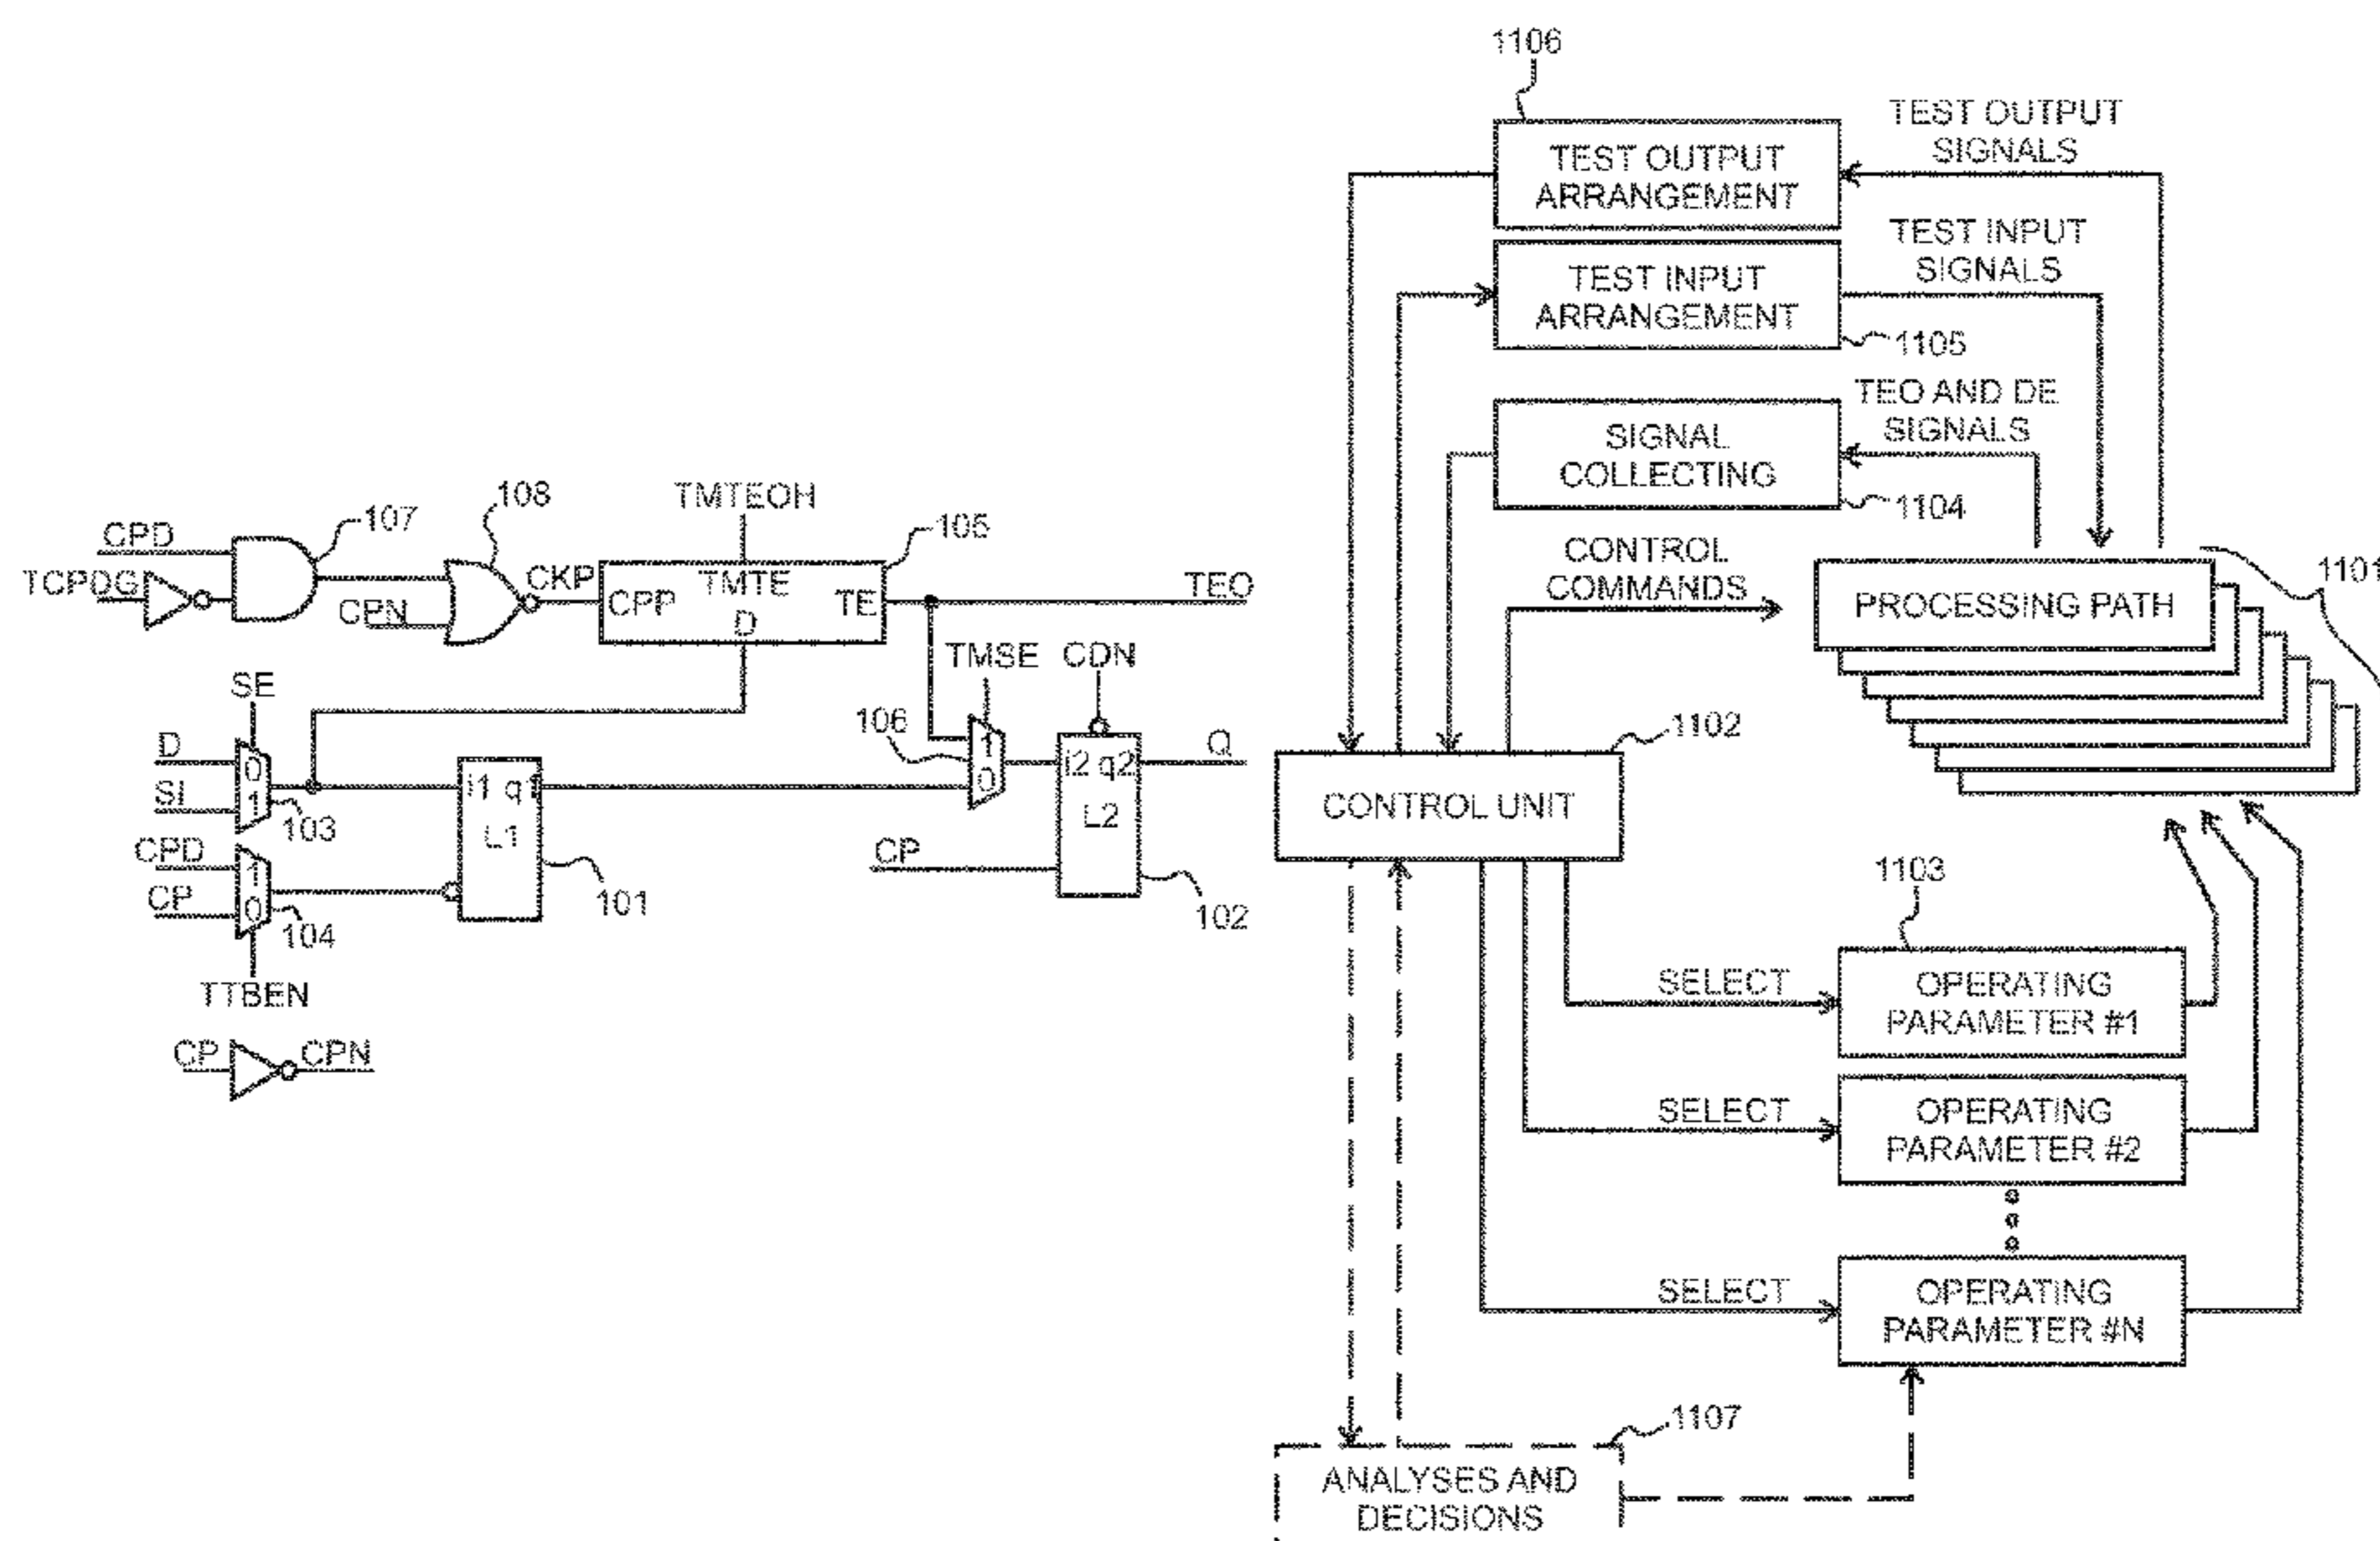 CPD
107
TCPDG
108
CPN
CKP
TMTEOH
105
CPP
TMTE
D
TE
TEO
SE
D
SI
0
1
103
CPD
CP
1
0
104
TTBEN
CP
CPN
i1
q1
L1
101
TMSE
CDN
106
1
0
i2
q2
L2
Q
CP
102
1106
TEST OUTPUT
ARRANGEMENT
TEST OUTPUT
SIGNALS
TEST INPUT
ARRANGEMENT
TEST INPUT
SIGNALS
1105
SIGNAL
COLLECTING
TEO AND DE
SIGNALS
1104
CONTROL
COMMANDS
PROCESSING PATH
1101
CONTROL UNIT
1102
1103
SELECT
OPERATING
PARAMETER #1
SELECT
OPERATING
PARAMETER #2
SELECT
OPERATING
PARAMETER #N
1107
ANALYSES AND
DECISIONS